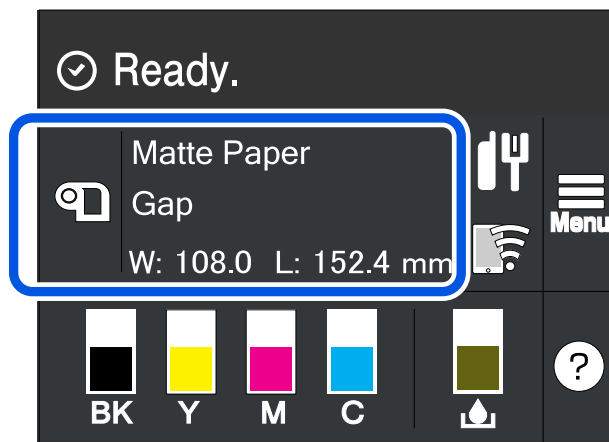 Ready.
Matte Paper
Gap
W: 108.0 L: 152.4 mm
Menu
BK Y M C
?